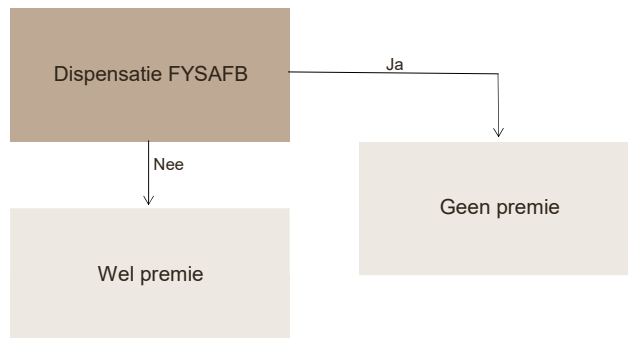 Dispensatie FYSAFB
Ja
Nee
Geen premie
Wel premie